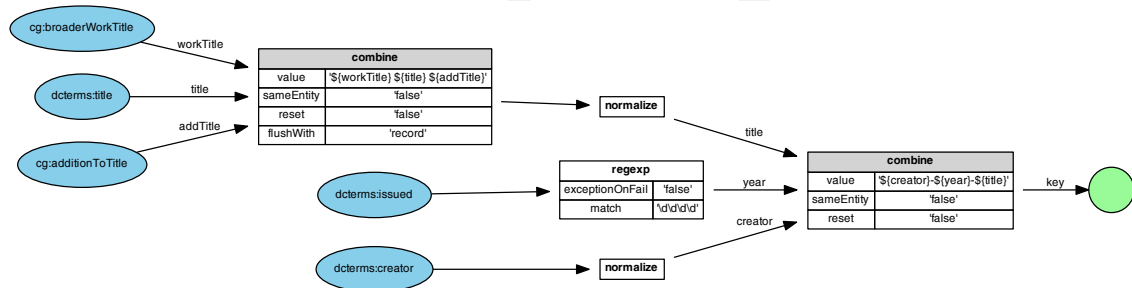 cg:broaderWorkTitle
workTitle
dcterms:title
title
cg:additionToTitle
addTitle
combine
value '${workTitle} ${title} ${addTitle}'
sameEntity 'false'
reset 'false'
flushWith 'record'
normalize
title
dcterms:issued
regexp
exceptionOnFail 'false'
match '\d\d\d\d'
year
dcterms:creator
normalize
creator
combine
value '${creator}-${year}-${title}'
sameEntity 'false'
reset 'false'
key